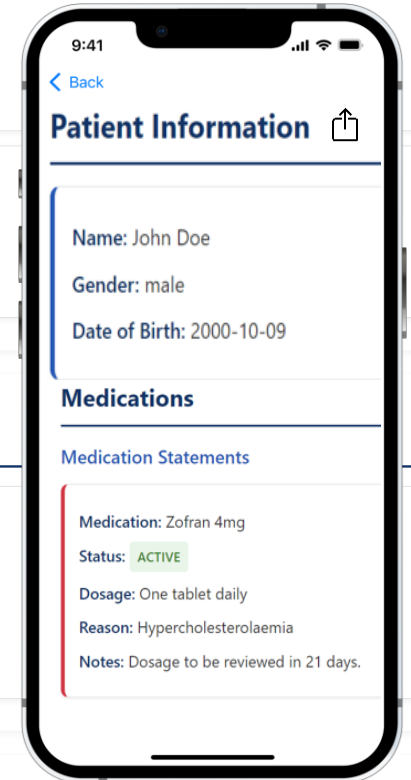 9:41
Back
Patient Information
Name: John Doe
Gender: male
Date of Birth: 2000-10-09
Medications
Medication Statements
Medication: Zofran 4mg
Status: ACTIVE
Dosage: One tablet daily
Reason: Hypercholesterolaemia
Notes: Dosage to be reviewed in 21 days.